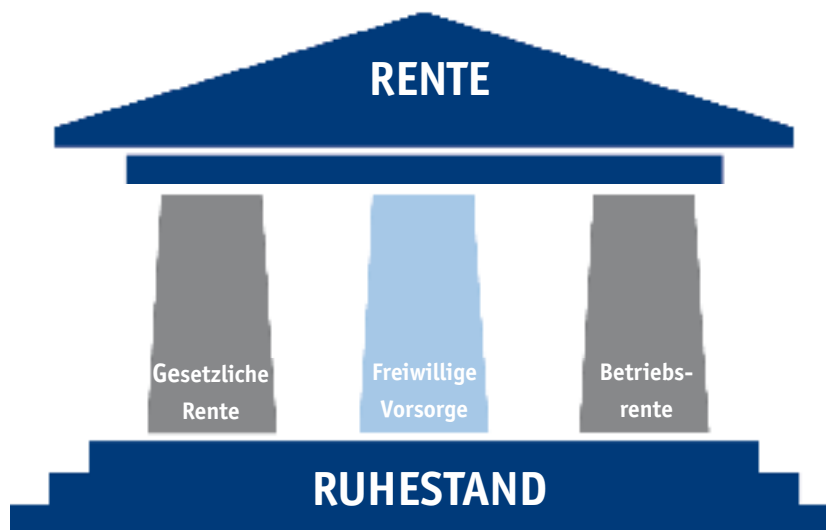 RENTE
Gesetzliche
Rente
Freiwillige
Vorsorge
Betriebs-
rente
RUHESTAND